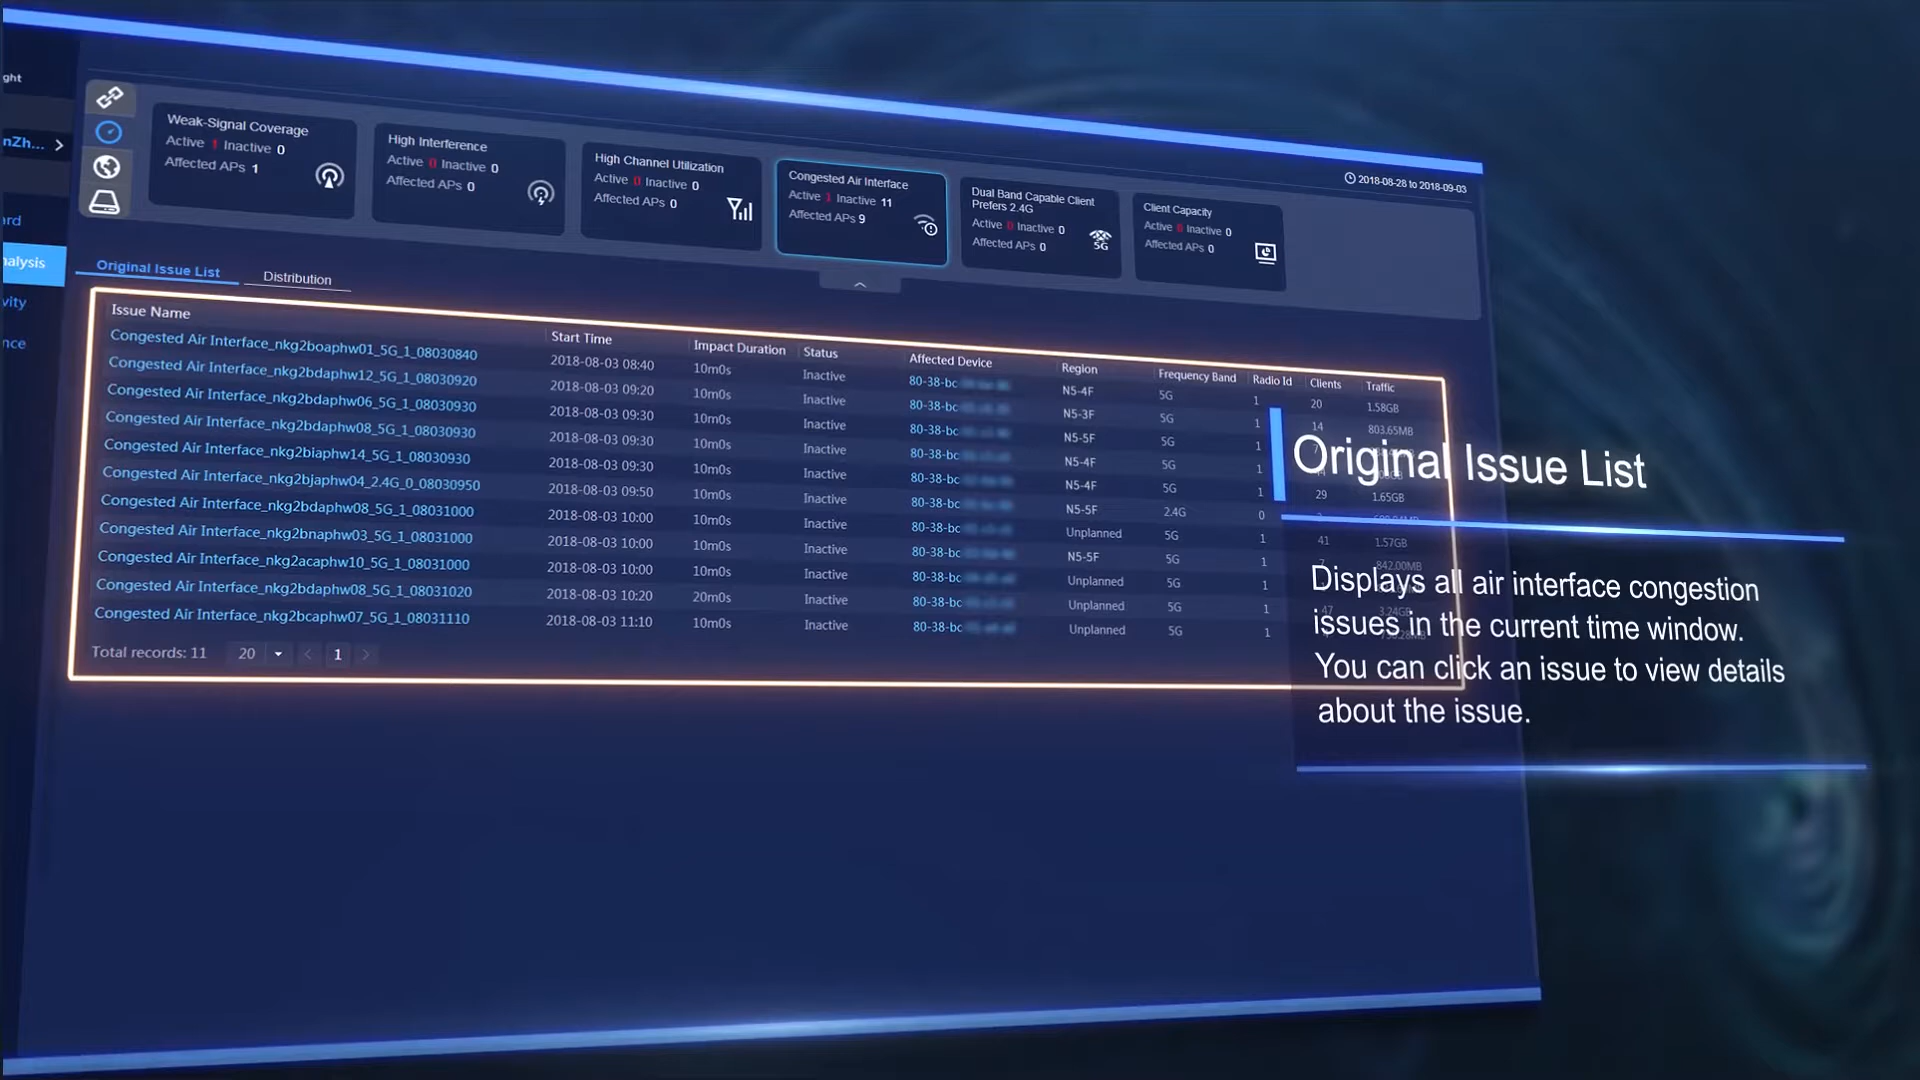 ght
nZh...
ard
nalysis
vity
nce
Weak-Signal Coverage
Active 1 Inactive 0
Affected APs 1
High Interference
Active 0 Inactive 0
Affected APs 0
High Channel Utilization
Active 0 Inactive 0
Affected APs 0
Congested Air Interface
Active 1 Inactive 11
Affected APs 9
Dual Band Capable Client
Prefers 2.4G
Active 0 Inactive 0
Affected APs 0
5G
Client Capacity
Active 0 Inactive 0
Affected APs 0
2018-08-28 to 2018-09-03
Original Issue List
Distribution
Issue Name Start Time Impact Duration Status Affected Device Region Frequency Band Radio Id Clients Traffic
Congested Air Interface_nkg2boaphw01_5G_1_08030840 2018-08-03 08:40 10m0s Inactive 80-38-bc N5-4F 5G 1 20 1.58GB
Congested Air Interface_nkg2bdaphw12_5G_1_08030920 2018-08-03 09:20 10m0s Inactive 80-38-bc N5-3F 5G 1 14 803.65MB
Congested Air Interface_nkg2bdaphw06_5G_1_08030930 2018-08-03 09:30 10m0s Inactive 80-38-bc N5-5F 5G 1
Congested Air Interface_nkg2bdaphw08_5G_1_08030930 2018-08-03 09:30 10m0s Inactive 80-38-bc N5-4F 5G 1
Congested Air Interface_nkg2biaphw14_5G_1_08030930 2018-08-03 09:30 10m0s Inactive 80-38-bc N5-4F 5G 1 29 1.65GB
Congested Air Interface_nkg2bjaphw04_2.4G_0_08030950 2018-08-03 09:50 10m0s Inactive 80-38-bc N5-5F 2.4G 0
Congested Air Interface_nkg2bdaphw08_5G_1_08031000 2018-08-03 10:00 10m0s Inactive 80-38-bc Unplanned 5G 1 41 1.57GB
Congested Air Interface_nkg2bnaphw03_5G_1_08031000 2018-08-03 10:00 10m0s Inactive 80-38-bc N5-5F 5G 1 7 842.00MB
Congested Air Interface_nkg2acaphw10_5G_1_08031000 2018-08-03 10:00 10m0s Inactive 80-38-bc Unplanned 5G 1
Congested Air Interface_nkg2bdaphw08_5G_1_08031020 2018-08-03 10:20 20m0s Inactive 80-38-bc Unplanned 5G 1 47 3.24GB
Congested Air Interface_nkg2bcaphw07_5G_1_08031110 2018-08-03 11:10 10m0s Inactive 80-38-bc Unplanned 5G 1
Total records: 11 20 < 1 >
Original Issue List
Displays all air interface congestion
issues in the current time window.
You can click an issue to view details
about the issue.